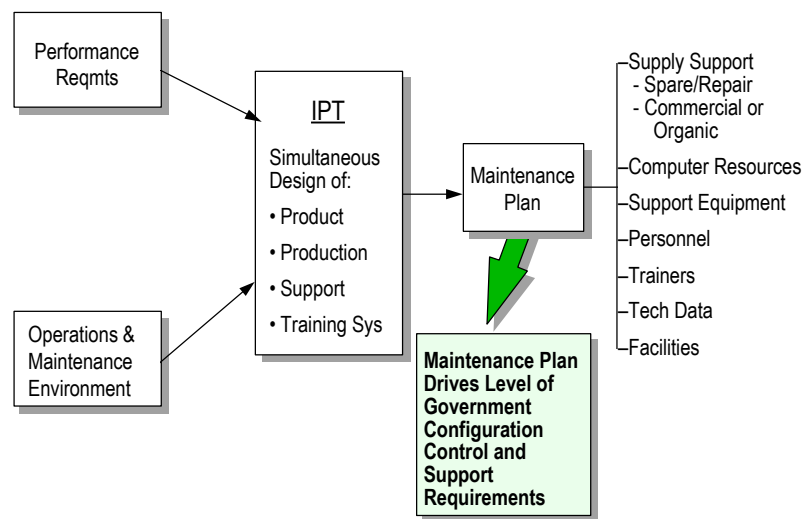 Performance
Reqmts
Operations &
Maintenance
Environment
IPT
Simultaneous
Design of:
• Product
• Production
• Support
• Training Sys
Maintenance
Plan
Maintenance Plan
Drives Level of
Government
Configuration
Control and
Support
Requirements
–Supply Support
- Spare/Repair
- Commercial or
Organic
–Computer Resources
–Support Equipment
–Personnel
–Trainers
–Tech Data
–Facilities